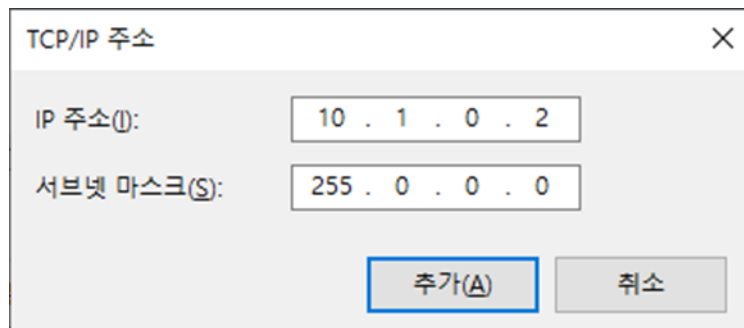 TCP/IP 주소
IP 주소(I): 10 . 1 . 0 . 2
서브넷 마스크(S): 255 . 0 . 0 . 0
추가(A) 취소